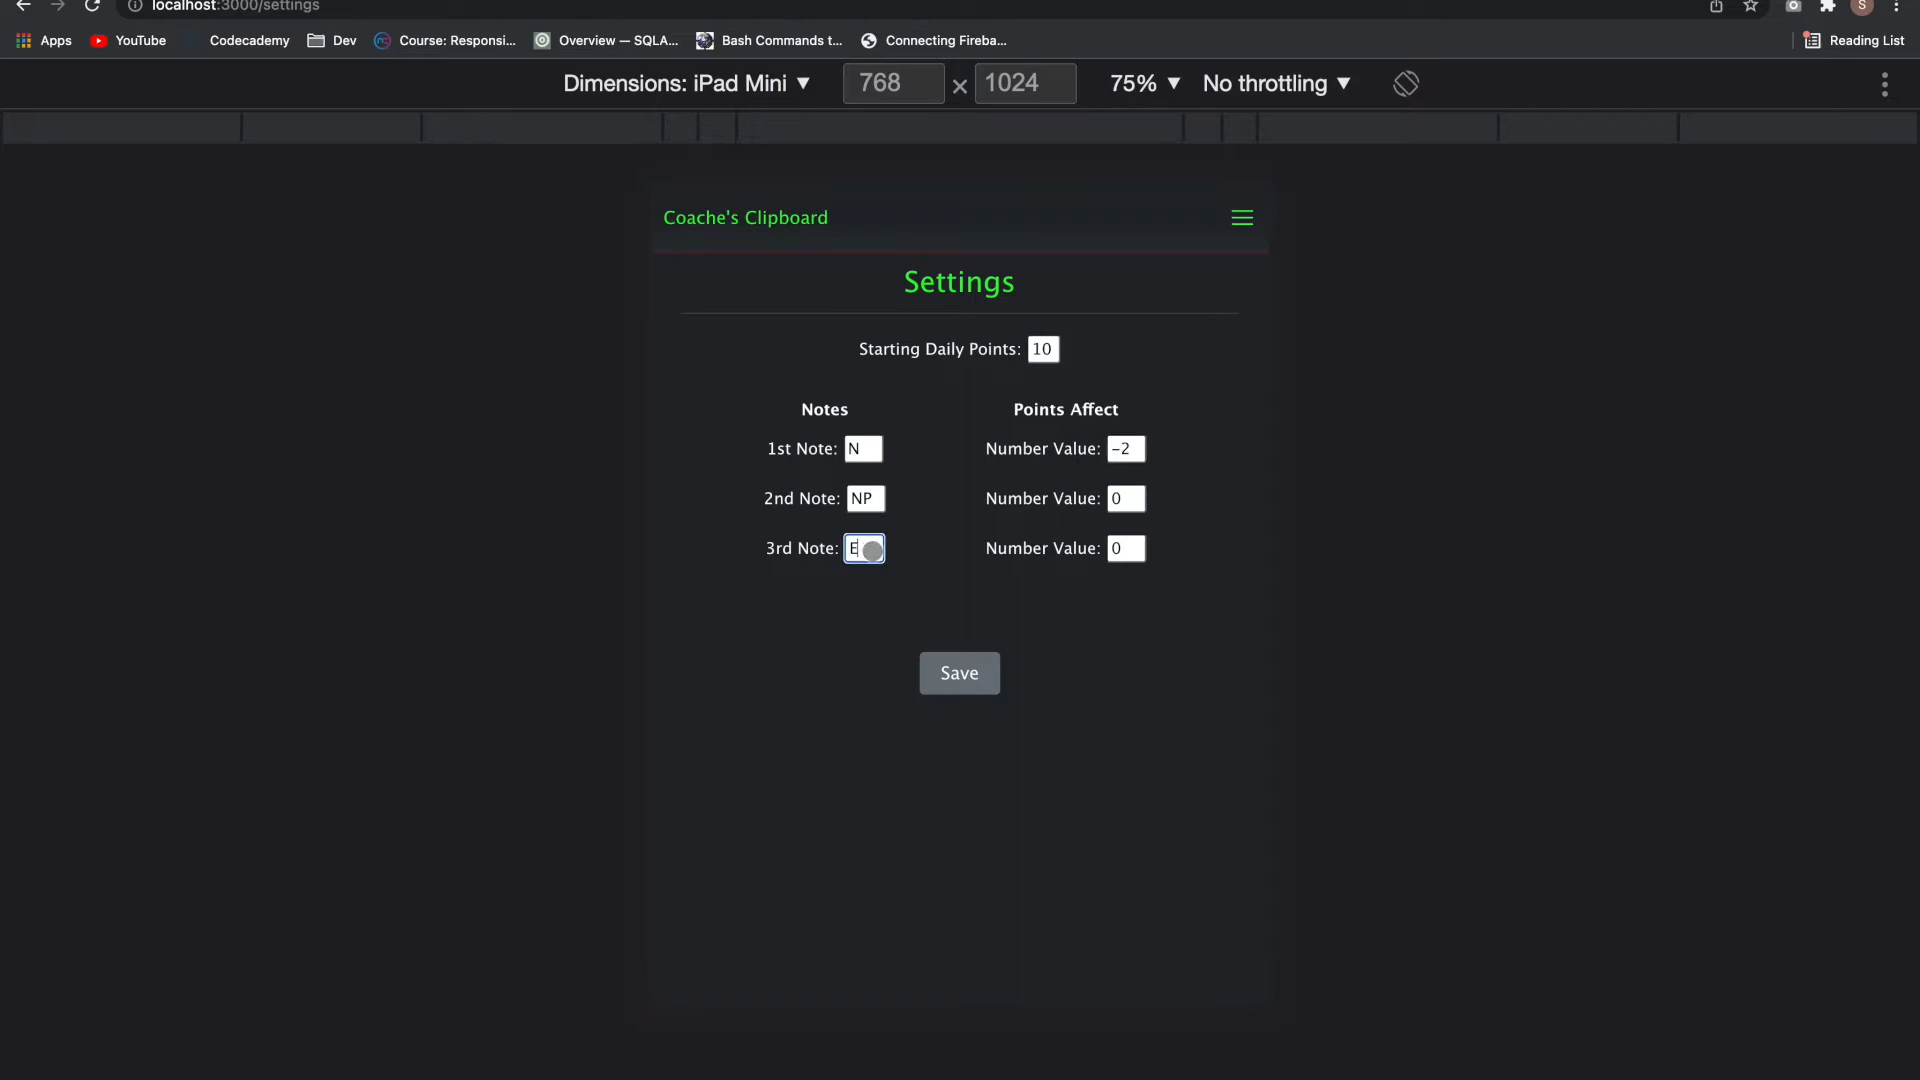 localhost:3000/settings
S
Apps YouTube Codecademy Dev Course: Responsi... Overview — SQLA... Bash Commands t... Connecting Fireba... Reading List
Dimensions: iPad Mini ▼ 768 × 1024 75% ▼ No throttling ▼
Coache's Clipboard
Settings
Starting Daily Points: 10
Notes Points Affect
1st Note: N Number Value: -2
2nd Note: NP Number Value: 0
3rd Note: E Number Value: 0
Save